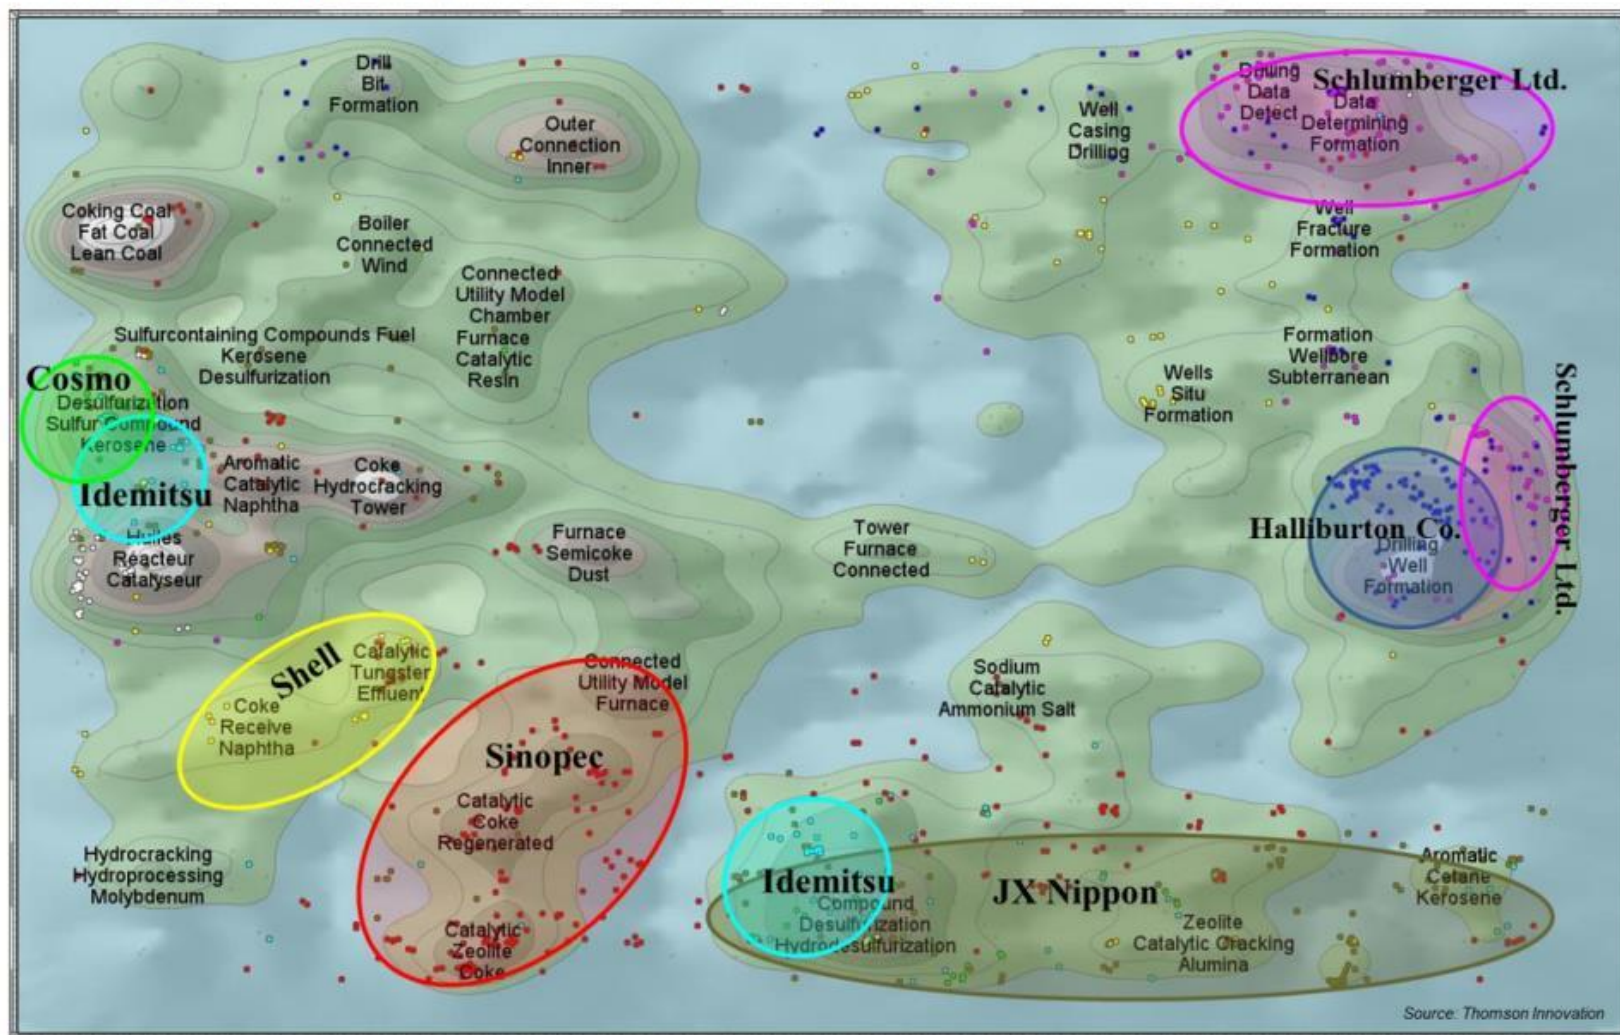 Drill
Bit
Formation
Outer
Connection
Inner
Well
Casing
Drilling
Drilling
Data
Detect
Schlumberger Ltd.
Data
Determining
Formation
Coking Coal
Fat Coal
Lean Coal
Boiler
Connected
Wind
Well
Fracture
Formation
Connected
Utility Model
Chamber
Furnace
Catalytic
Resin
Sulfurcontaining Compounds Fuel
Kerosene
Desulfurization
Formation
Wellbore
Subterranean
Wells
Situ
Formation
Cosmo
Desulfurization
Sulfur Compound
Kerosene
Idemitsu
Aromatic
Catalytic
Naphtha
Coke
Hydrocracking
Tower
Schlumberger Ltd.
Halliburton Co.
Drilling
Well
Formation
Huiles
Reacteur
Catalyseur
Furnace
Semicoke
Dust
Tower
Furnace
Connected
Shell
Catalytic
Tungster
Effluent
Coke
Receive
Naphtha
Connected
Utility Model
Furnace
Sodium
Catalytic
Ammonium Salt
Sinopec
Catalytic
Coke
Regenerated
Hydrocracking
Hydroprocessing
Molybdenum
Idemitsu
Compound
Desulfurization
Hydrodesulfurization
JX Nippon
Aromatic
Cetane
Kerosene
Catalytic
Zeolite
Coke
Zeolite
Catalytic Cracking
Alumina
Source: Thomson Innovation